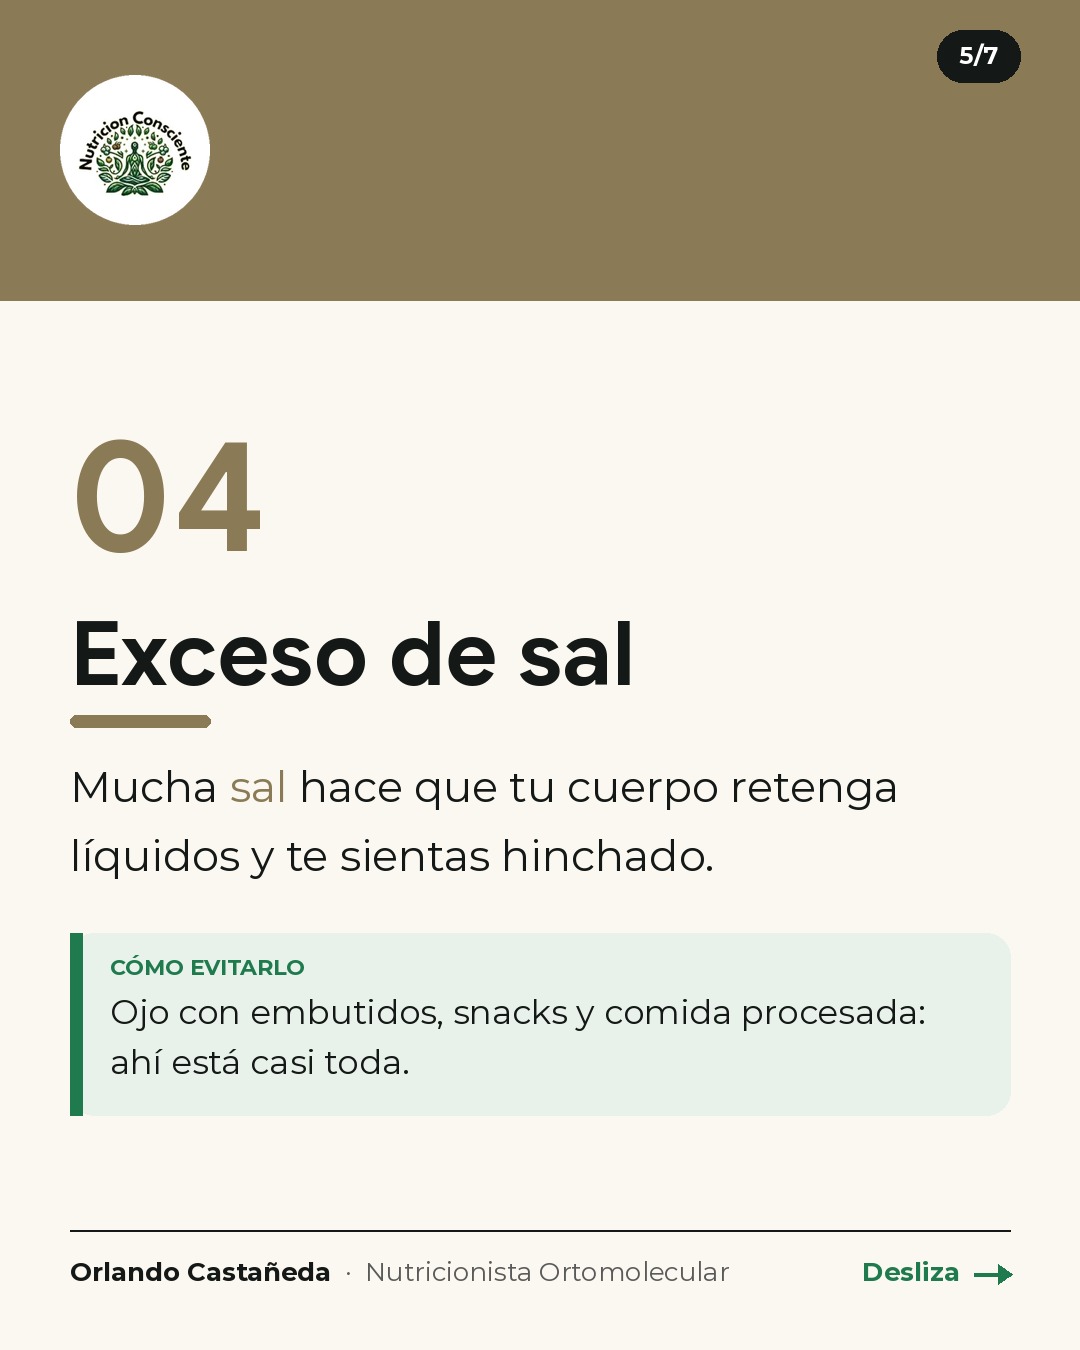 5/7
Nutricion Consciente
04
Exceso de sal
Mucha sal hace que tu cuerpo retenga
líquidos y te sientas hinchado.
CÓMO EVITARLO
Ojo con embutidos, snacks y comida procesada:
ahí está casi toda.
Orlando Castañeda · Nutricionista Ortomolecular
Desliza